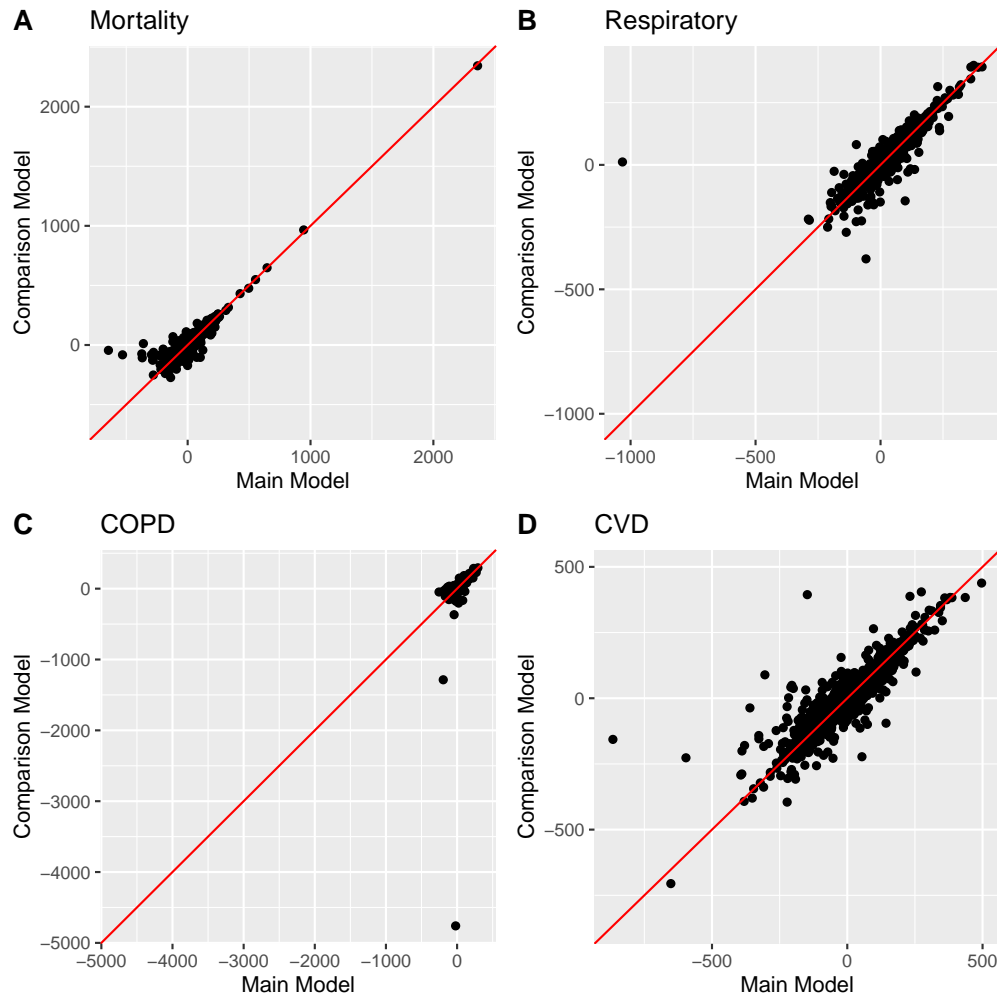 A Mortality
Comparison Model
2000
1000
0
0 1000 2000
Main Model
B Respiratory
Comparison Model
0
−500
−1000
−1000 −500 0
Main Model
C COPD
Comparison Model
0
−1000
−2000
−3000
−4000
−5000
−5000 −4000 −3000 −2000 −1000 0
Main Model
D CVD
Comparison Model
500
0
−500
−500 0 500
Main Model